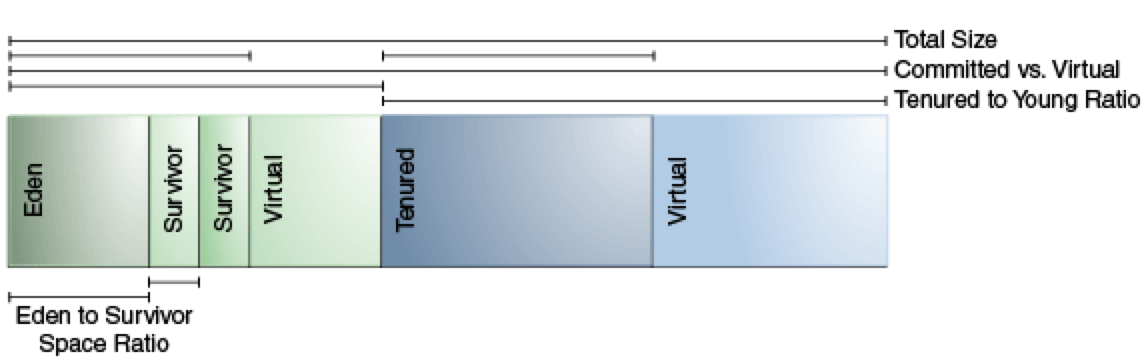 Total Size
Committed vs. Virtual
Tenured to Young Ratio
Eden
Survivor
Survivor
Virtual
Tenured
Virtual
Eden to Survivor
Space Ratio